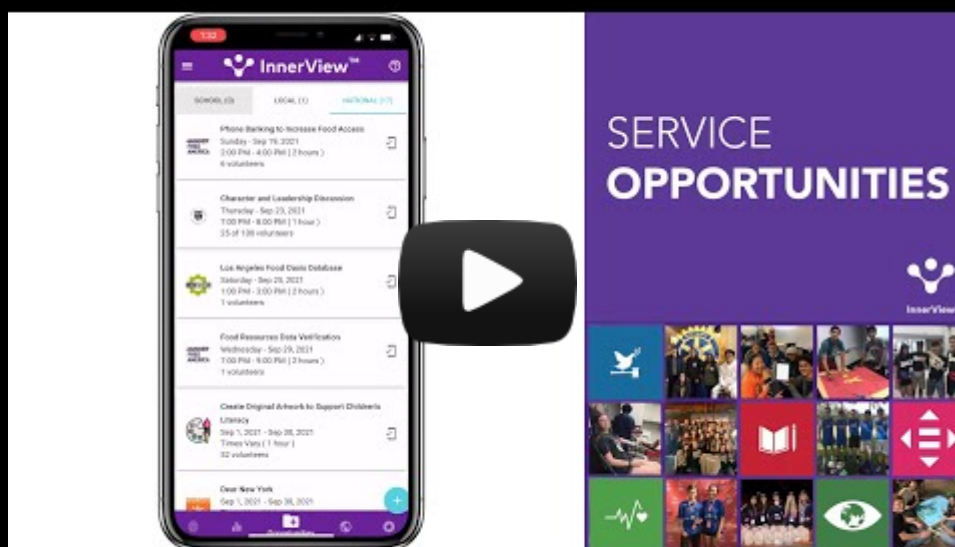 1:32
InnerView™
SCHOOL (0) LOCAL (1) NATIONAL (17)
Phone Banking to Increase Food Access
Sunday - Sep 19, 2021
2:00 PM - 4:00 PM ( 2 hours )
6 volunteers
Character and Leadership Discussion
Thursday - Sep 23, 2021
7:00 PM - 8:00 PM ( 1 hour )
25 of 100 volunteers
Los Angeles Food Oasis Database
Saturday - Sep 25, 2021
1:00 PM - 3:00 PM ( 2 hours )
1 volunteers
Food Resources Data Verification
Wednesday - Sep 29, 2021
7:00 PM - 9:00 PM ( 2 hours )
1 volunteers
Create Original Artwork to Support Children's
Literacy
Sep 1, 2021 - Sep 30, 2021
Times Vary ( 1 hour )
52 volunteers
Dear New York
Sep 1, 2021 - Sep 30, 2021
Opportunities
SERVICE
OPPORTUNITIES
InnerView